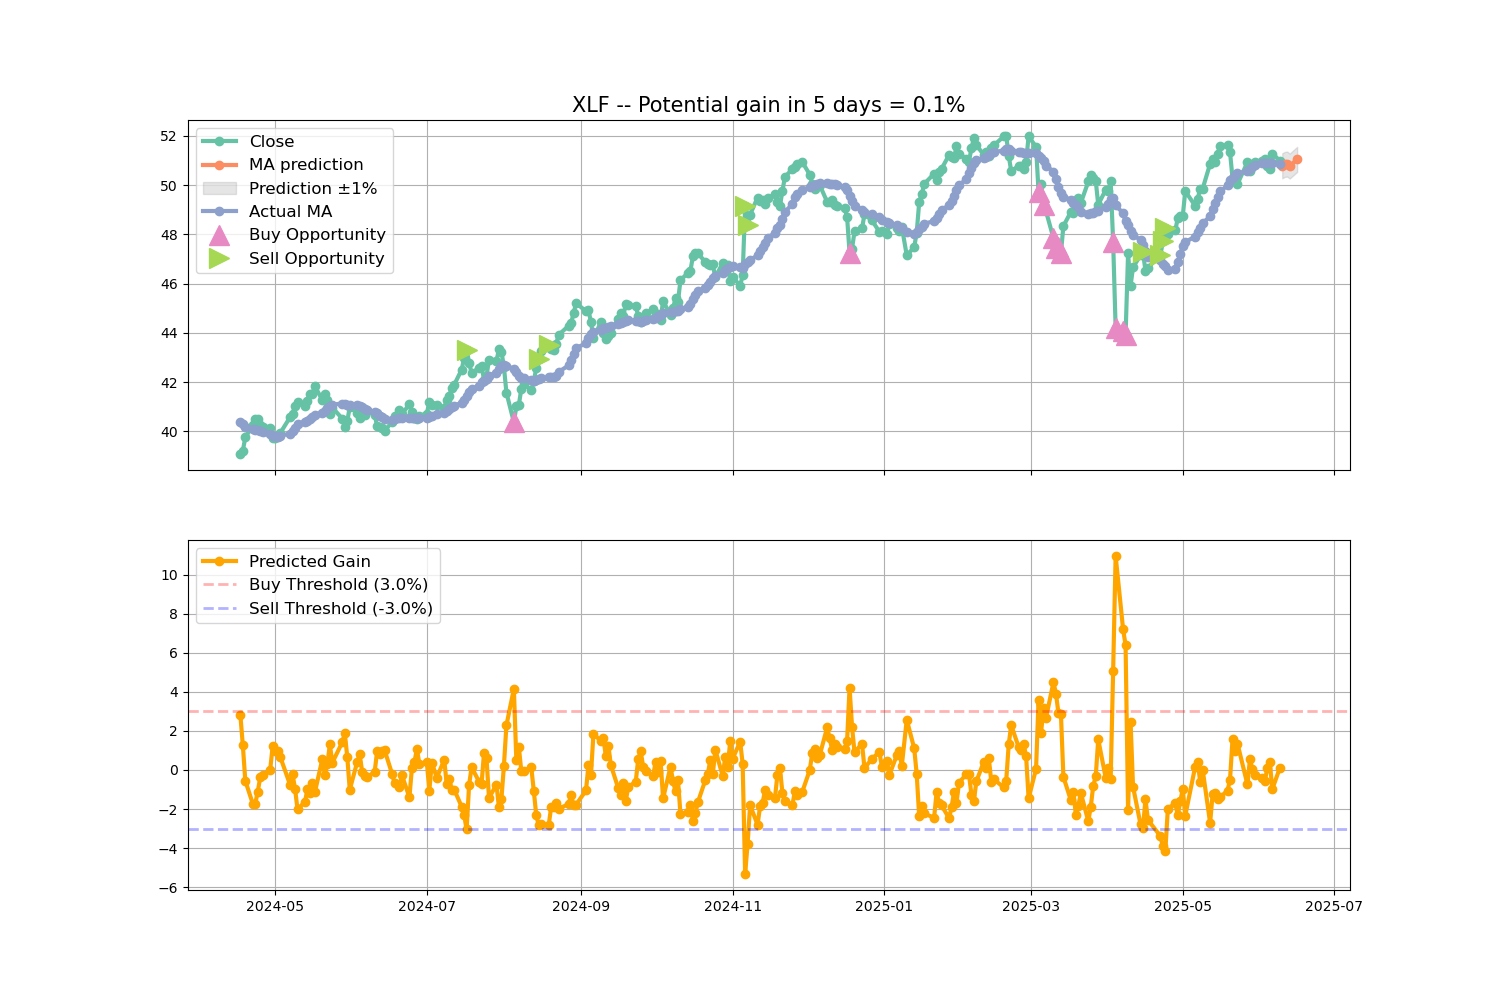 XLF -- Potential gain in 5 days = 0.1%
52
50
48
46
44
42
40
Close
MA prediction
Prediction ±1%
Actual MA
Buy Opportunity
Sell Opportunity
10
8
6
4
2
0
−2
−4
−6
Predicted Gain
Buy Threshold (3.0%)
Sell Threshold (-3.0%)
2024-05
2024-07
2024-09
2024-11
2025-01
2025-03
2025-05
2025-07